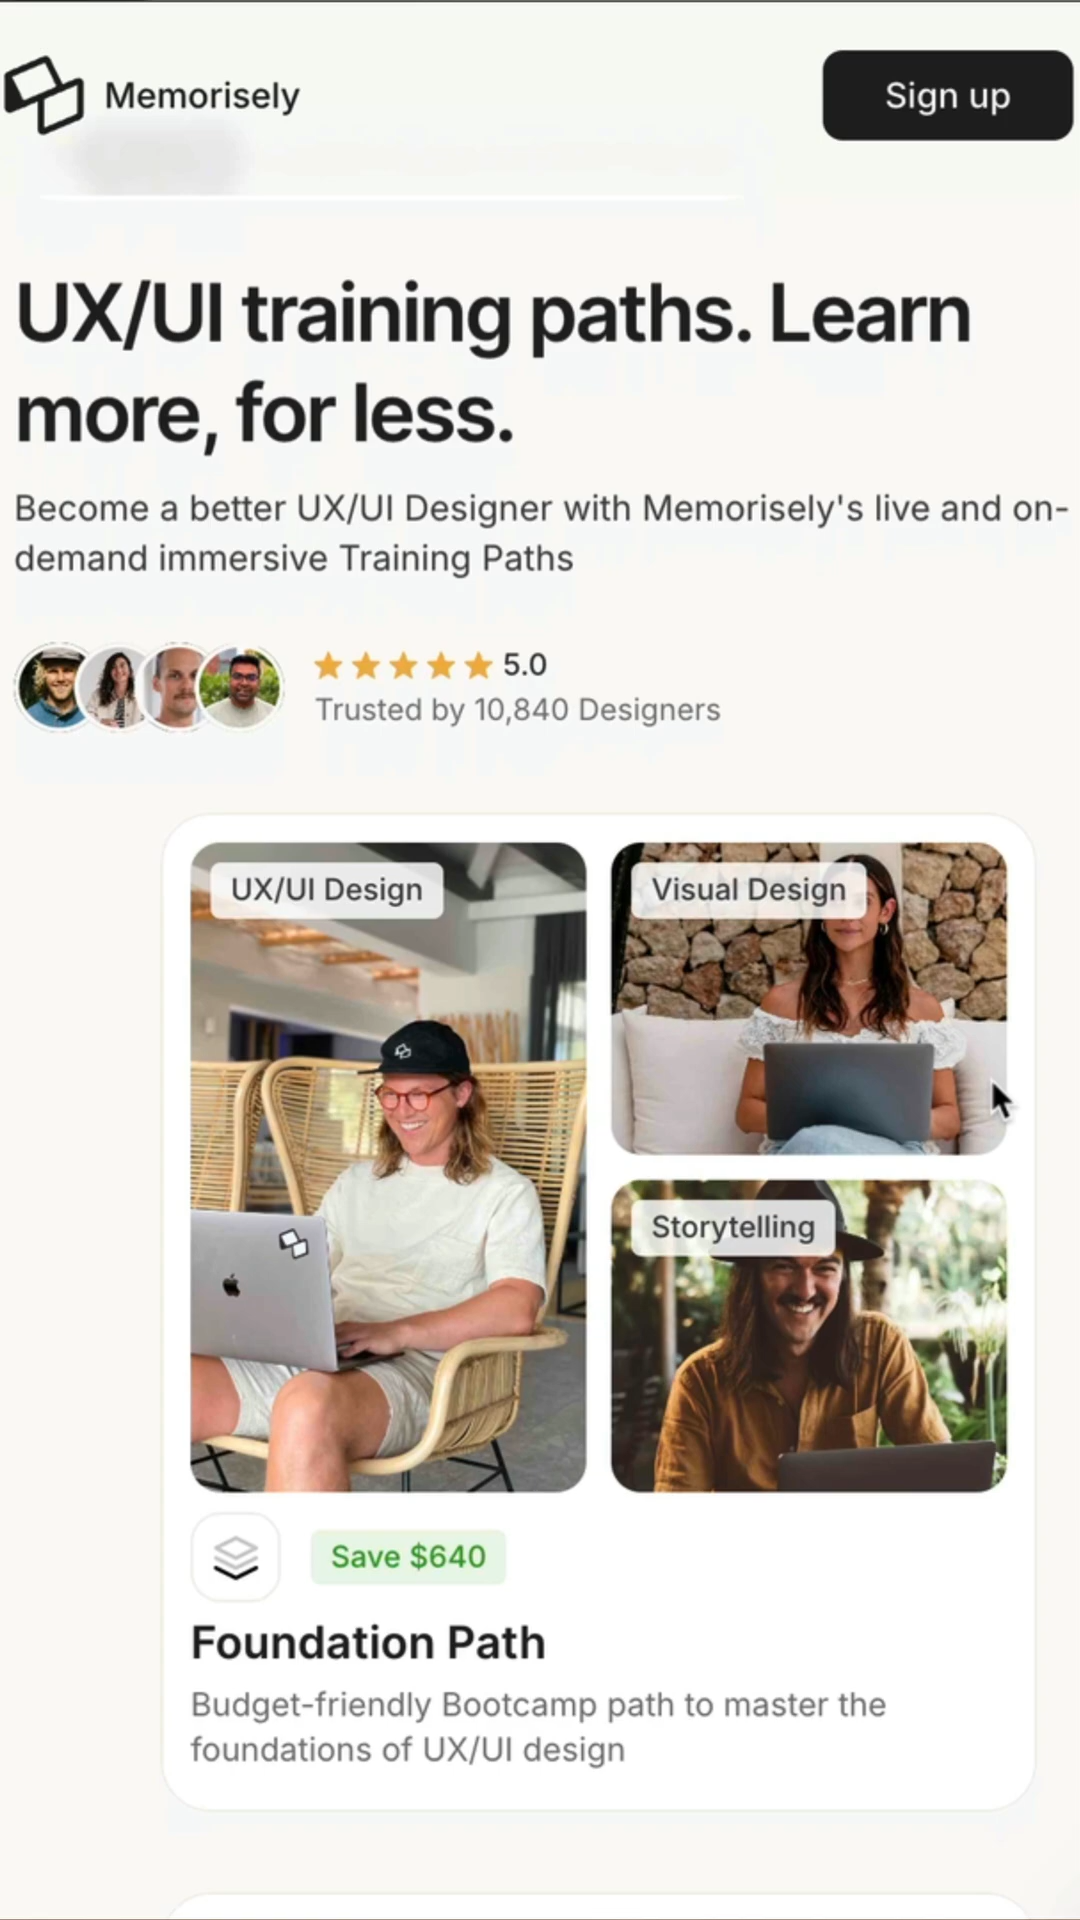 Memorisely
Sign up
UX/UI training paths. Learn
more, for less.
Become a better UX/UI Designer with Memorisely's live and on-
demand immersive Training Paths
5.0
Trusted by 10,840 Designers
UX/UI Design
Visual Design
Storytelling
Save $640
Foundation Path
Budget-friendly Bootcamp path to master the
foundations of UX/UI design